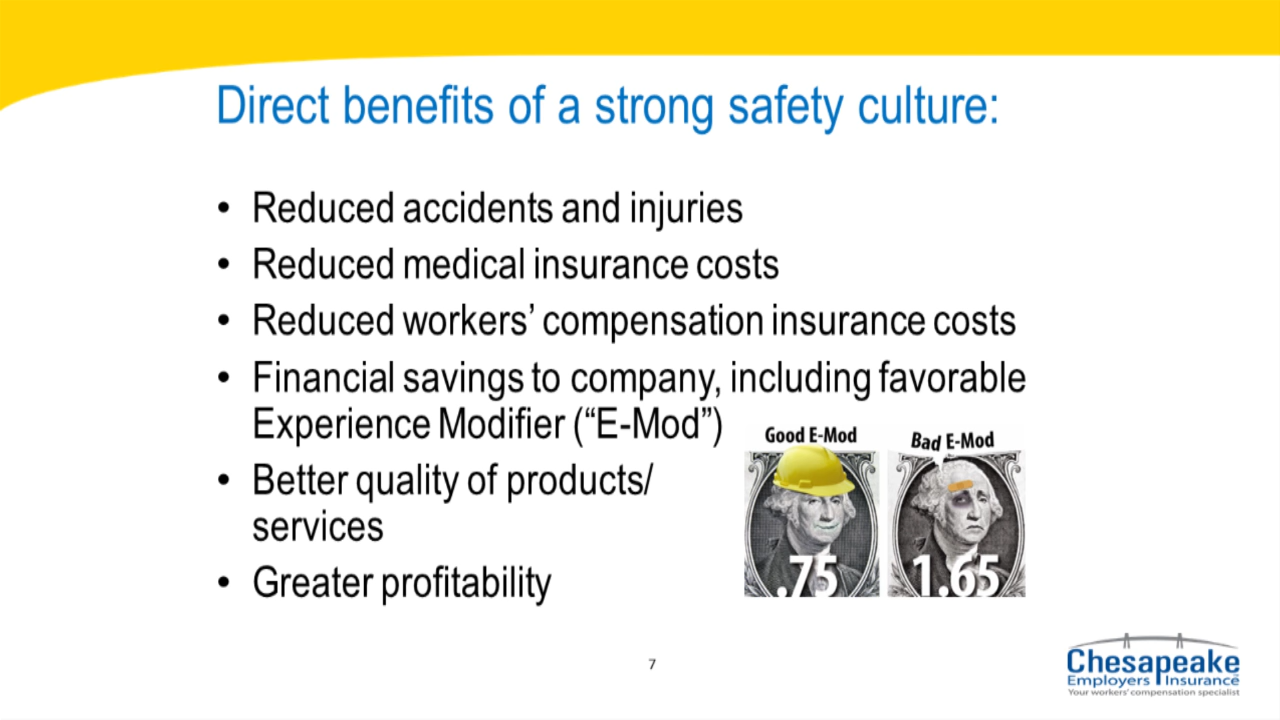 Direct benefits of a strong safety culture:
• Reduced accidents and injuries
• Reduced medical insurance costs
• Reduced workers’ compensation insurance costs
• Financial savings to company, including favorable
Experience Modifier (“E-Mod”)
Good E-Mod
Bad E-Mod
• Better quality of products/
services
.75
1.65
• Greater profitability
7
Chesapeake
Employers Insurance
Your workers' compensation specialist